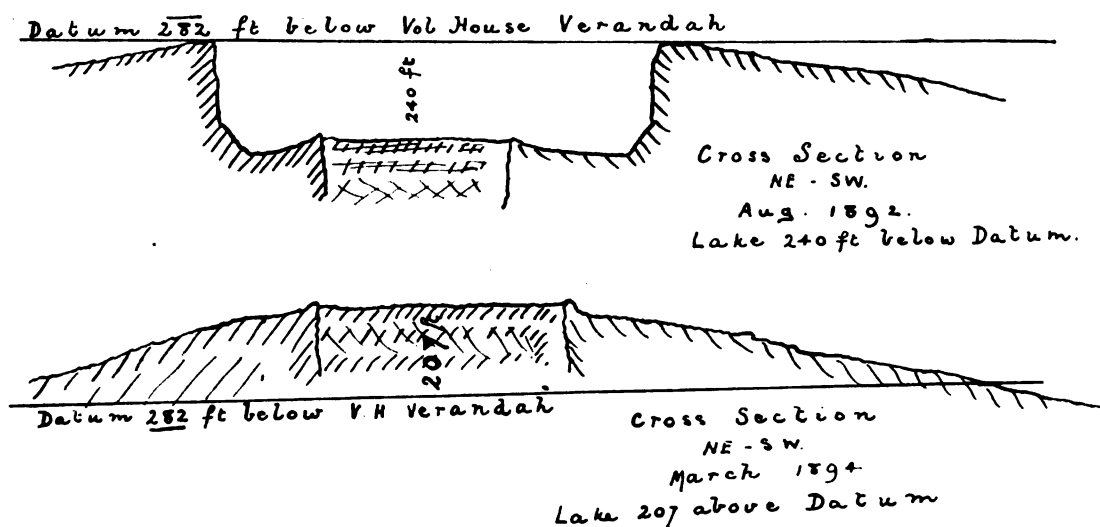 Datum 282 ft below Vol House Verandah
240 ft
Cross Section
NE - SW.
Aug. 1892.
Lake 240 ft below Datum.
207 ft
Datum 282 ft below V.H Verandah
Cross Section
NE - SW.
March 1894
Lake 207 above Datum